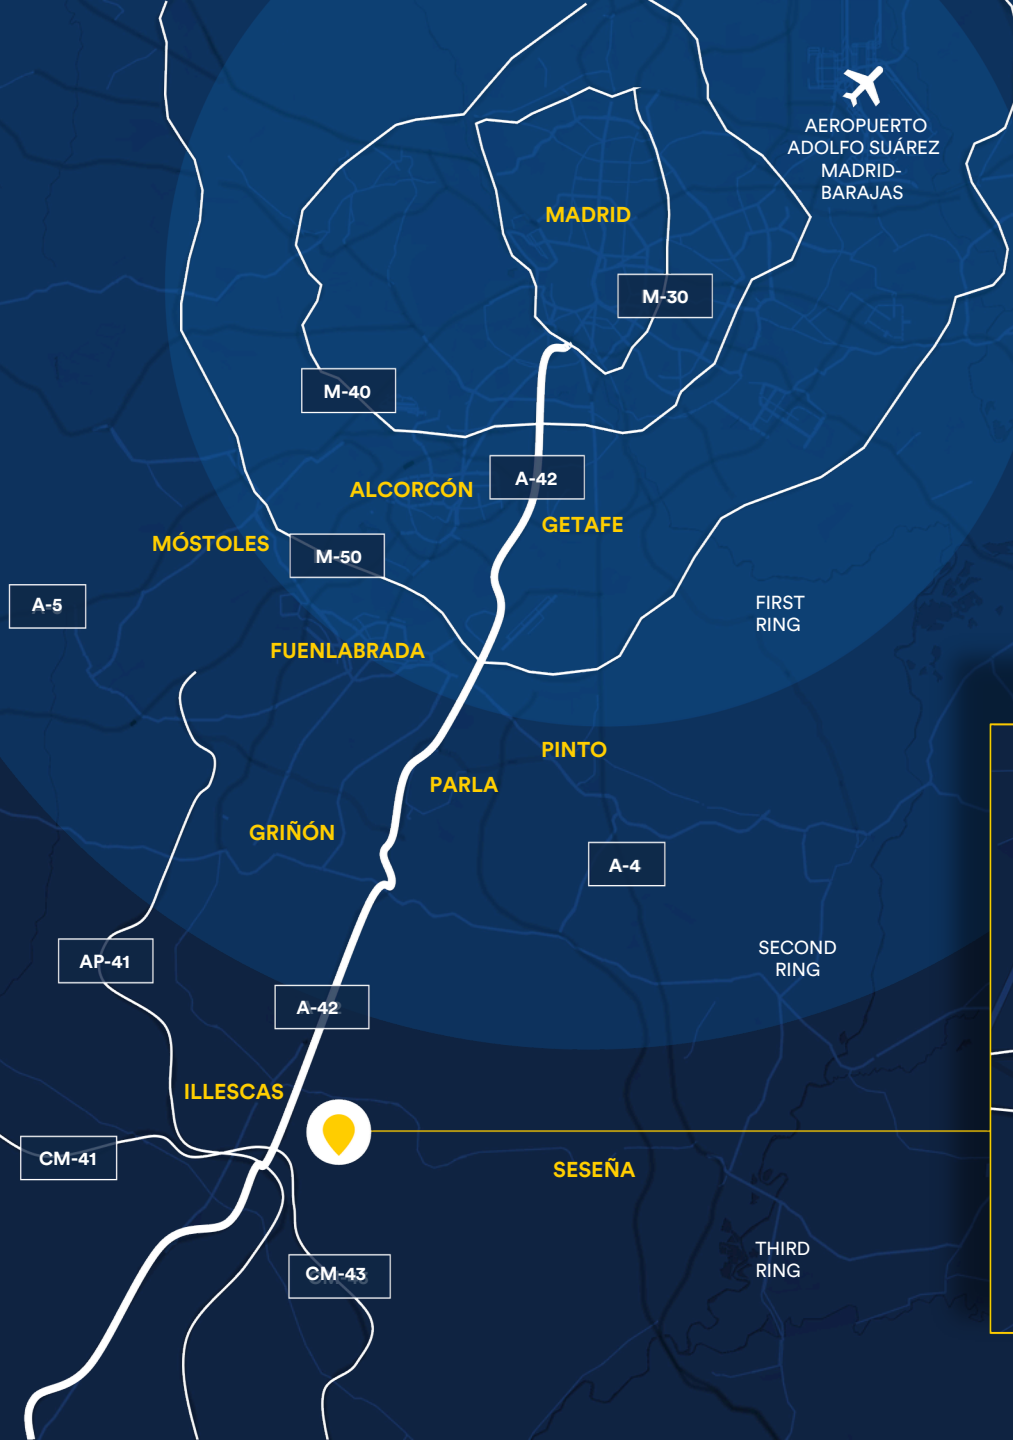 AEROPUERTO
ADOLFO SUÁREZ
MADRID-
BARAJAS
MADRID
M-30
M-40
A-42
ALCORCÓN
GETAFE
MÓSTOLES
M-50
A-5
FIRST
RING
FUENLABRADA
PINTO
PARLA
GRIÑÓN
A-4
SECOND
RING
AP-41
A-42
ILLESCAS
CM-41
SESEÑA
THIRD
RING
CM-43